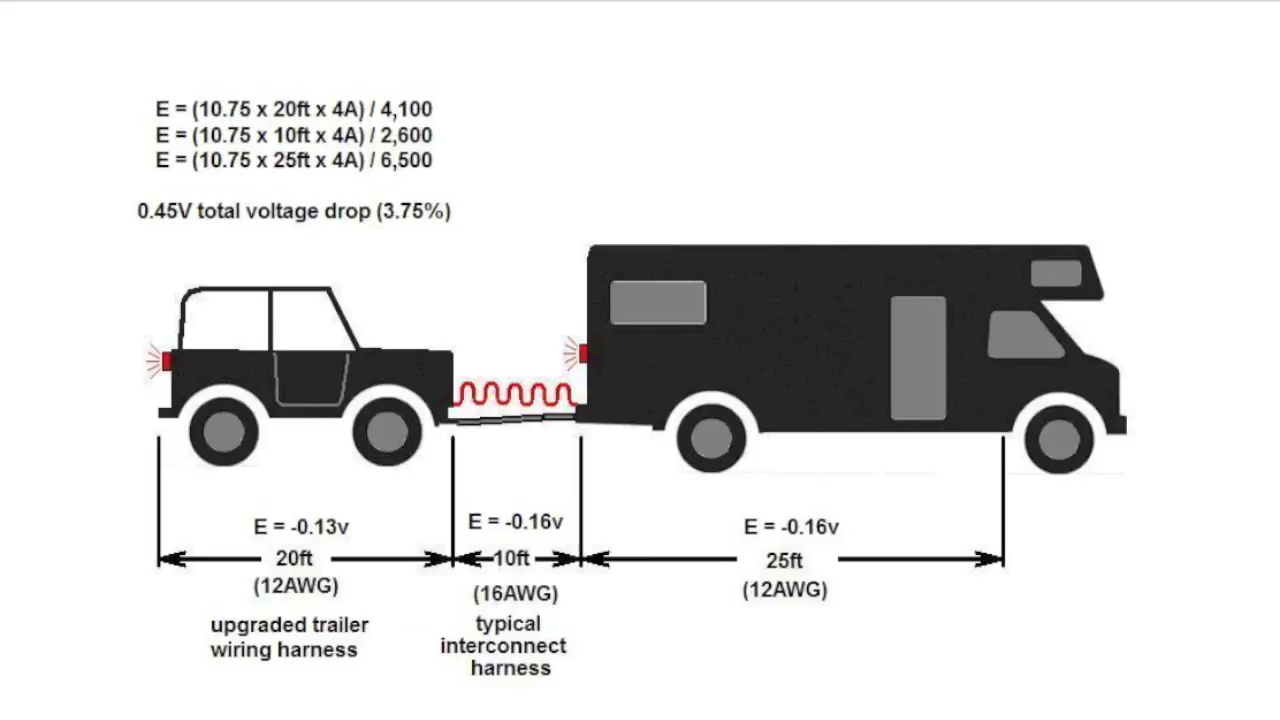 E = (10.75 x 20ft x 4A) / 4,100
E = (10.75 x 10ft x 4A) / 2,600
E = (10.75 x 25ft x 4A) / 6,500
0.45V total voltage drop (3.75%)
E = -0.13v
20ft
(12AWG)
upgraded trailer
wiring harness
E = -0.16v
10ft
(16AWG)
typical
interconnect
harness
E = -0.16v
25ft
(12AWG)